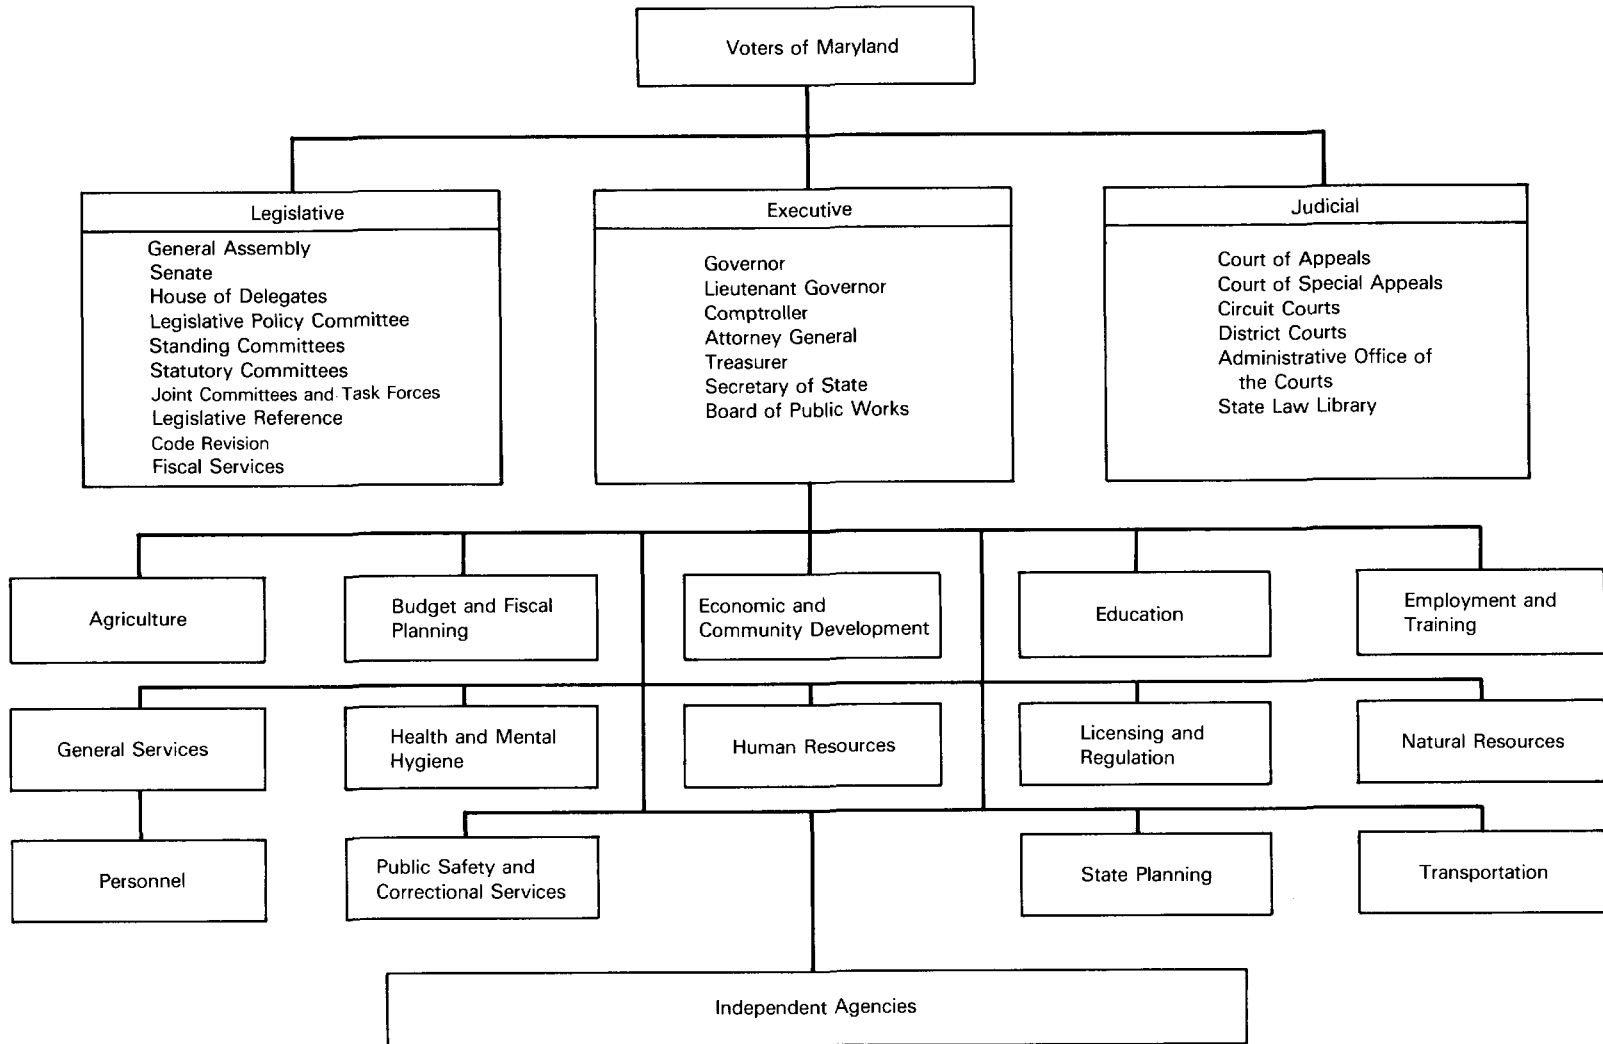 Voters of Maryland
Legislative
General Assembly
Senate
House of Delegates
Legislative Policy Committee
Standing Committees
Statutory Committees
Joint Committees and Task Forces
Legislative Reference
Code Revision
Fiscal Services
Executive
Governor
Lieutenant Governor
Comptroller
Attorney General
Treasurer
Secretary of State
Board of Public Works
Judicial
Court of Appeals
Court of Special Appeals
Circuit Courts
District Courts
Administrative Office of
the Courts
State Law Library
Agriculture
Budget and Fiscal
Planning
Economic and
Community Development
Education
Employment and
Training
General Services
Health and Mental
Hygiene
Human Resources
Licensing and
Regulation
Natural Resources
Personnel
Public Safety and
Correctional Services
State Planning
Transportation
Independent Agencies